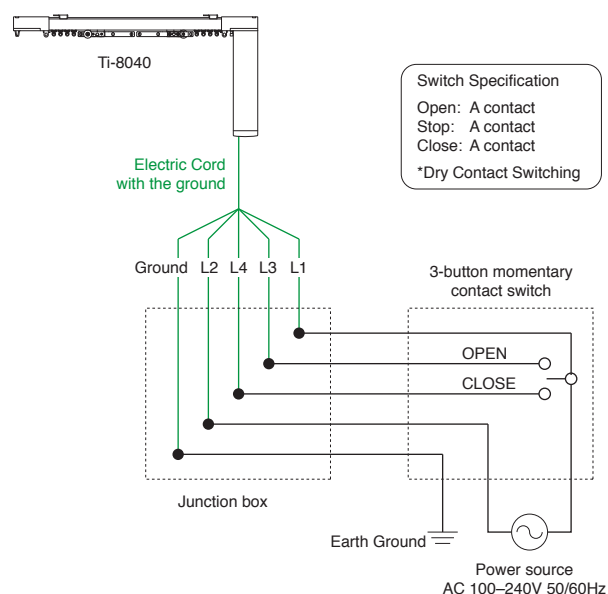 Ti-8040
Switch Specification
Open: A contact
Stop: A contact
Close: A contact
*Dry Contact Switching
Electric Cord
with the ground
Ground L2 L4 L3 L1
3-button momentary
contact switch
OPEN
CLOSE
Junction box
Earth Ground
Power source
AC 100–240V 50/60Hz